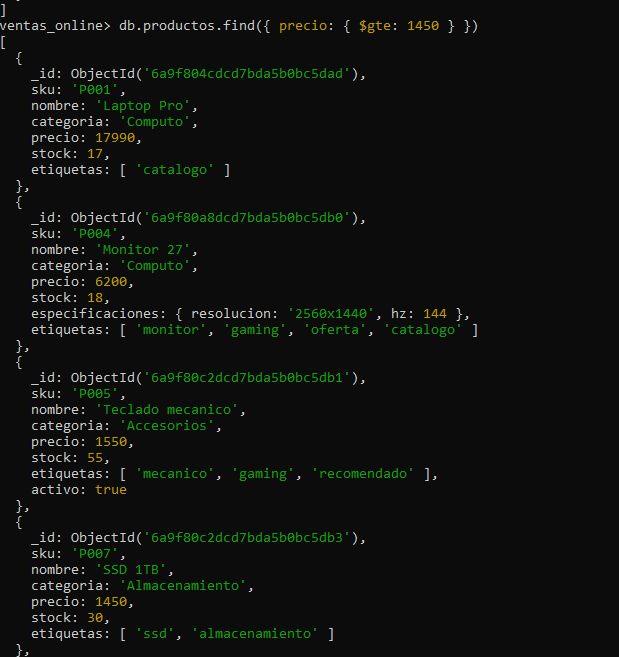 ]
ventas_online> db.productos.find({ precio: { $gte: 1450 } })
[
  {
    _id: ObjectId('6a9f804cdcd7bda5b0bc5dad'),
    sku: 'P001',
    nombre: 'Laptop Pro',
    categoria: 'Computo',
    precio: 17990,
    stock: 17,
    etiquetas: [ 'catalogo' ]
  },
  {
    _id: ObjectId('6a9f80a8dcd7bda5b0bc5db0'),
    sku: 'P004',
    nombre: 'Monitor 27',
    categoria: 'Computo',
    precio: 6200,
    stock: 18,
    especificaciones: { resolucion: '2560x1440', hz: 144 },
    etiquetas: [ 'monitor', 'gaming', 'oferta', 'catalogo' ]
  },
  {
    _id: ObjectId('6a9f80c2dcd7bda5b0bc5db1'),
    sku: 'P005',
    nombre: 'Teclado mecanico',
    categoria: 'Accesorios',
    precio: 1550,
    stock: 55,
    etiquetas: [ 'mecanico', 'gaming', 'recomendado' ],
    activo: true
  },
  {
    _id: ObjectId('6a9f80c2dcd7bda5b0bc5db3'),
    sku: 'P007',
    nombre: 'SSD 1TB',
    categoria: 'Almacenamiento',
    precio: 1450,
    stock: 30,
    etiquetas: [ 'ssd', 'almacenamiento' ]
  },